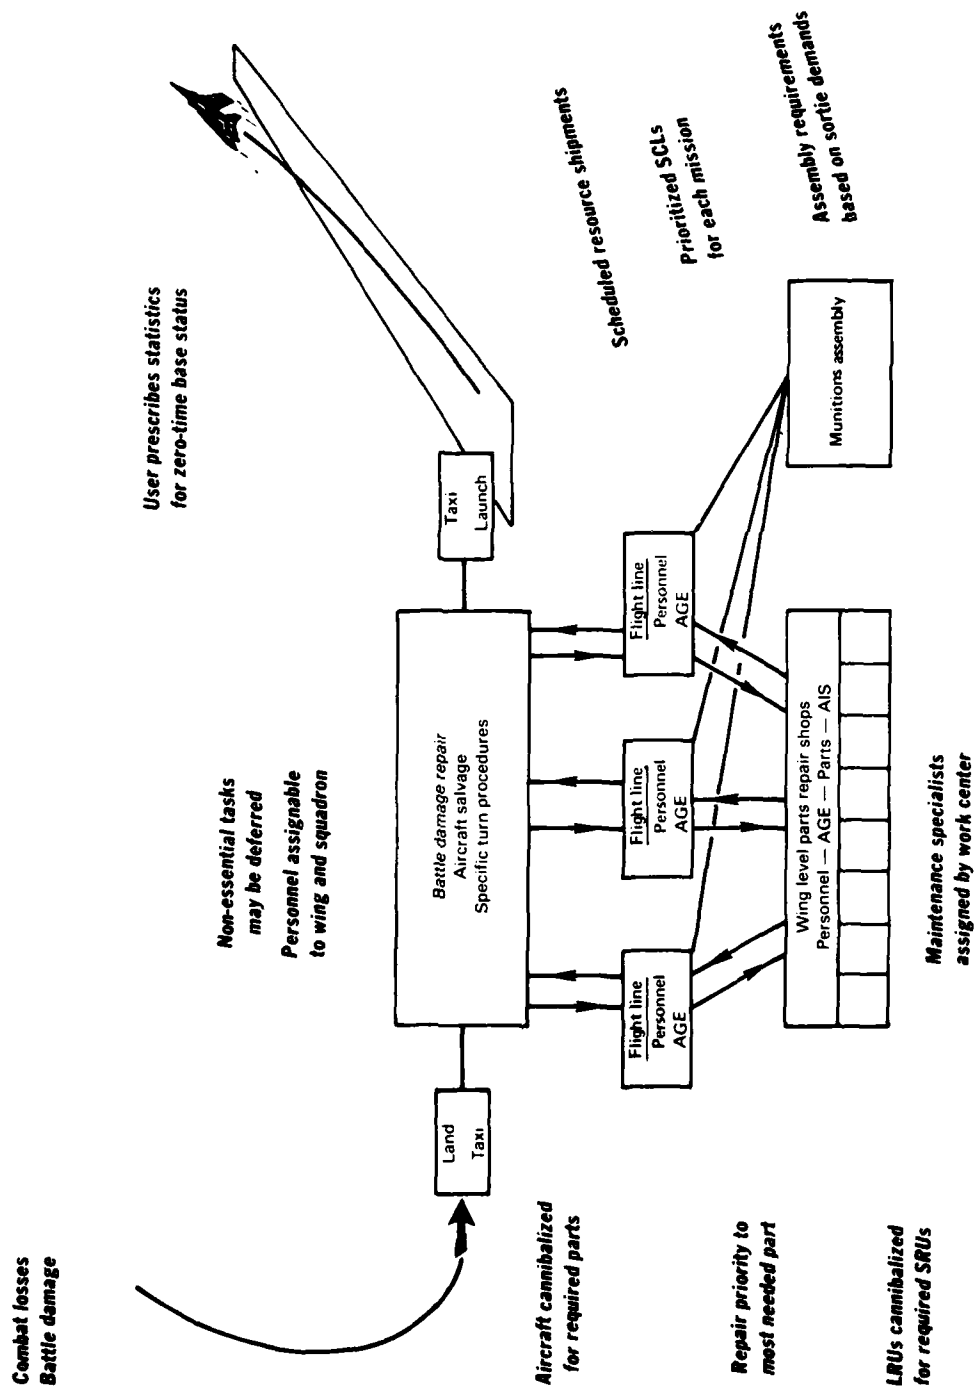 Combat losses
Battle damage
User prescribes statistics
for zero-time base status
Non-essential tasks
may be deferred
Personnel assignable
to wing and squadron
Land
Taxi
Battle damage repair
Aircraft salvage
Specific turn procedures
Taxi
Launch
Aircraft cannibalized
for required parts
Flight line
Personnel
AGE
Flight line
Personnel
AGE
Flight line
Personnel
AGE
Scheduled resource shipments
Prioritized SCLs
for each mission
Repair priority to
most needed part
Wing level parts repair shops
Personnel — AGE — Parts — AIS
Munitions assembly
Assembly requirements
based on sortie demands
LRUs cannibalized
for required SRUs
Maintenance specialists
assigned by work center